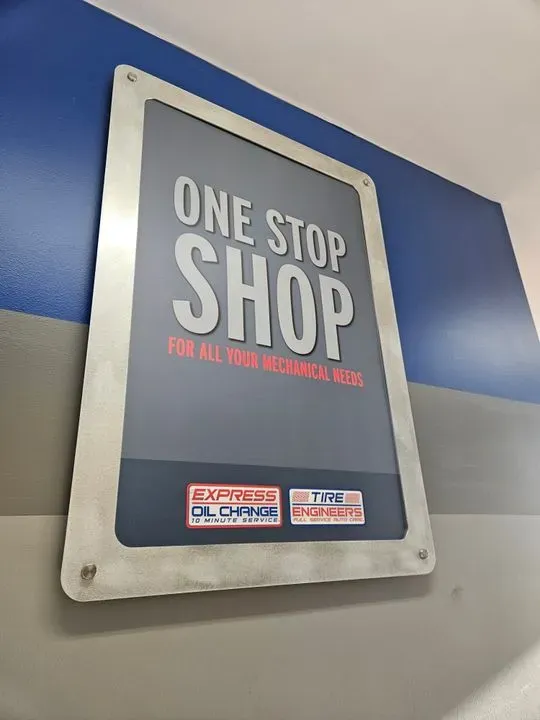 ONE STOP
SHOP
FOR ALL YOUR MECHANICAL NEEDS
EXPRESS
OIL CHANGE
10 MINUTE SERVICE
TIRE
ENGINEERS
FULL SERVICE AUTO CARE